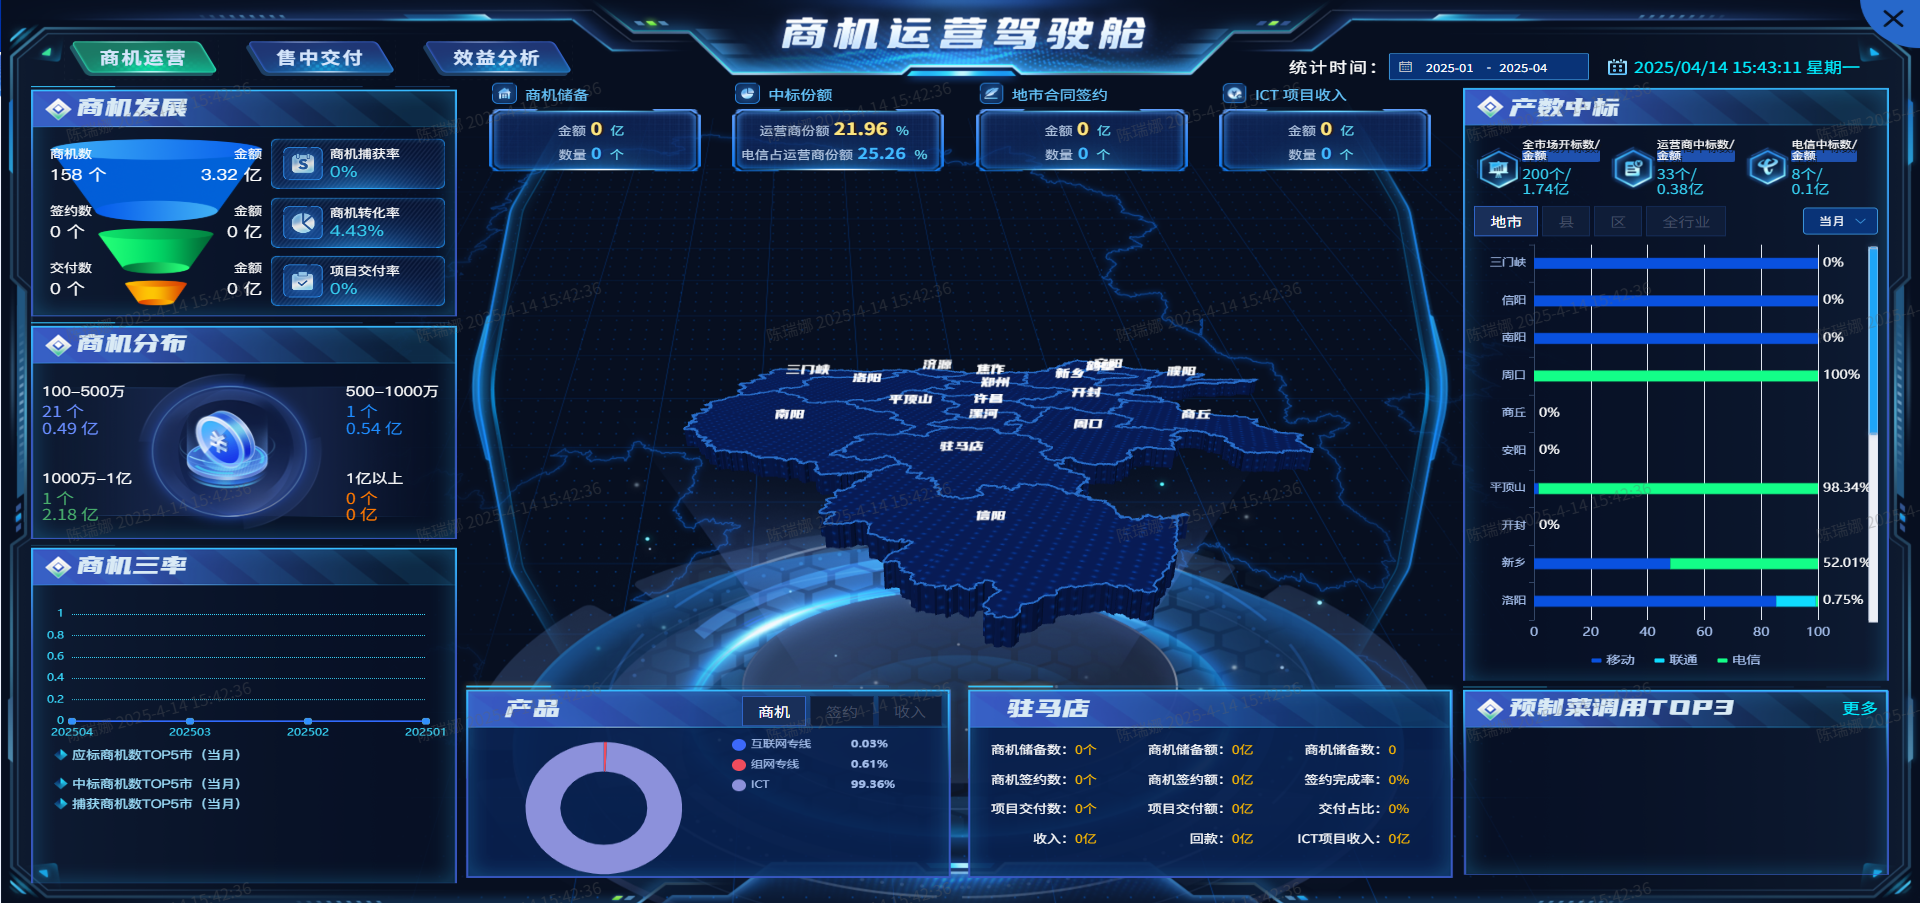 商机运营驾驶舱
商机运营
售中交付
效益分析
统计时间：
2025-01 - 2025-04
2025/04/14 15:43:11 星期一
商机发展
商机数
158 个
金额
3.32 亿
签约数
0 个
金额
0 亿
交付数
0 个
金额
0 亿
商机捕获率
0%
商机转化率
4.43%
项目交付率
0%
商机分布
100-500万
21 个
0.49 亿
500-1000万
1 个
0.54 亿
1000万-1亿
1 个
2.18 亿
1亿以上
0 个
0 亿
商机三率
1
0.8
0.6
0.4
0.2
0
202504
202503
202502
202501
应标商机数TOP5市（当月）
中标商机数TOP5市（当月）
捕获商机数TOP5市（当月）
商机储备
金额 0 亿
数量 0 个
中标份额
运营商份额 21.96 %
电信占运营商份额 25.26 %
地市合同签约
金额 0 亿
数量 0 个
ICT 项目收入
金额 0 亿
数量 0 个
三门峡
洛阳
济源
焦作
郑州
新乡
鹤壁
安阳
濮阳
南阳
平顶山
许昌
漯河
开封
周口
商丘
驻马店
信阳
产品
商机
签约
收入
互联网专线 0.03%
组网专线 0.61%
ICT 99.36%
驻马店
商机储备数：0个
商机储备额：0亿
商机储备数：0
商机签约数：0个
商机签约额：0亿
签约完成率：0%
项目交付数：0个
项目交付额：0亿
交付占比：0%
收入：0亿
回款：0亿
ICT项目收入：0亿
产数中标
全市场开标数/
金额
200个/
1.74亿
运营商中标数/
金额
33个/
0.38亿
电信中标数/
金额
8个/
0.1亿
地市
县
区
全行业
当月
三门峡 0%
信阳 0%
南阳 0%
周口 100%
商丘 0%
安阳 0%
平顶山 98.34%
开封 0%
新乡 52.01%
洛阳 0.75%
0 20 40 60 80 100
移动 联通 电信
预制菜调用TOP3
更多
陈瑞娜 2025-4-14 15:42:36